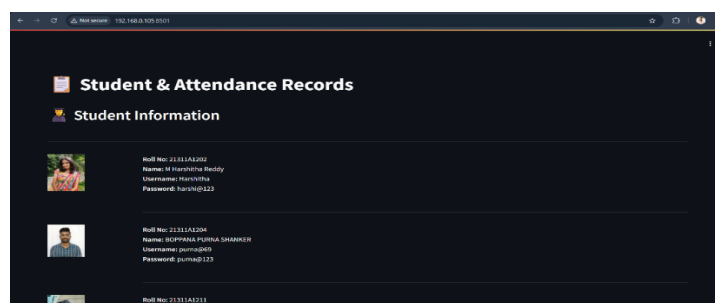 Not secure 192.168.0.105:8501
Student & Attendance Records
Student Information
Roll No: 21311A1202
Name: M Harshitha Reddy
Username: Harshitha
Password: harshi@123
Roll No: 21311A1204
Name: BOPPANA PURNA SHANKER
Username: purna@69
Password: purna@123
Roll No: 21311A1211